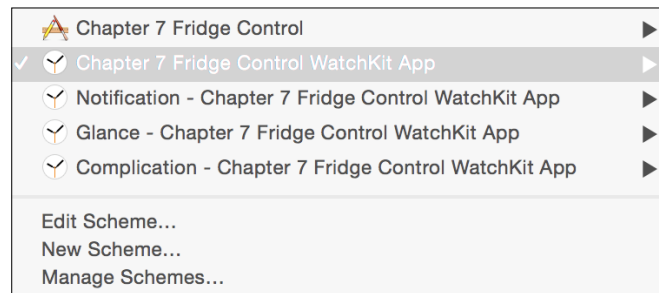 Chapter 7 Fridge Control
Chapter 7 Fridge Control WatchKit App
Notification - Chapter 7 Fridge Control WatchKit App
Glance - Chapter 7 Fridge Control WatchKit App
Complication - Chapter 7 Fridge Control WatchKit App
Edit Scheme...
New Scheme...
Manage Schemes...